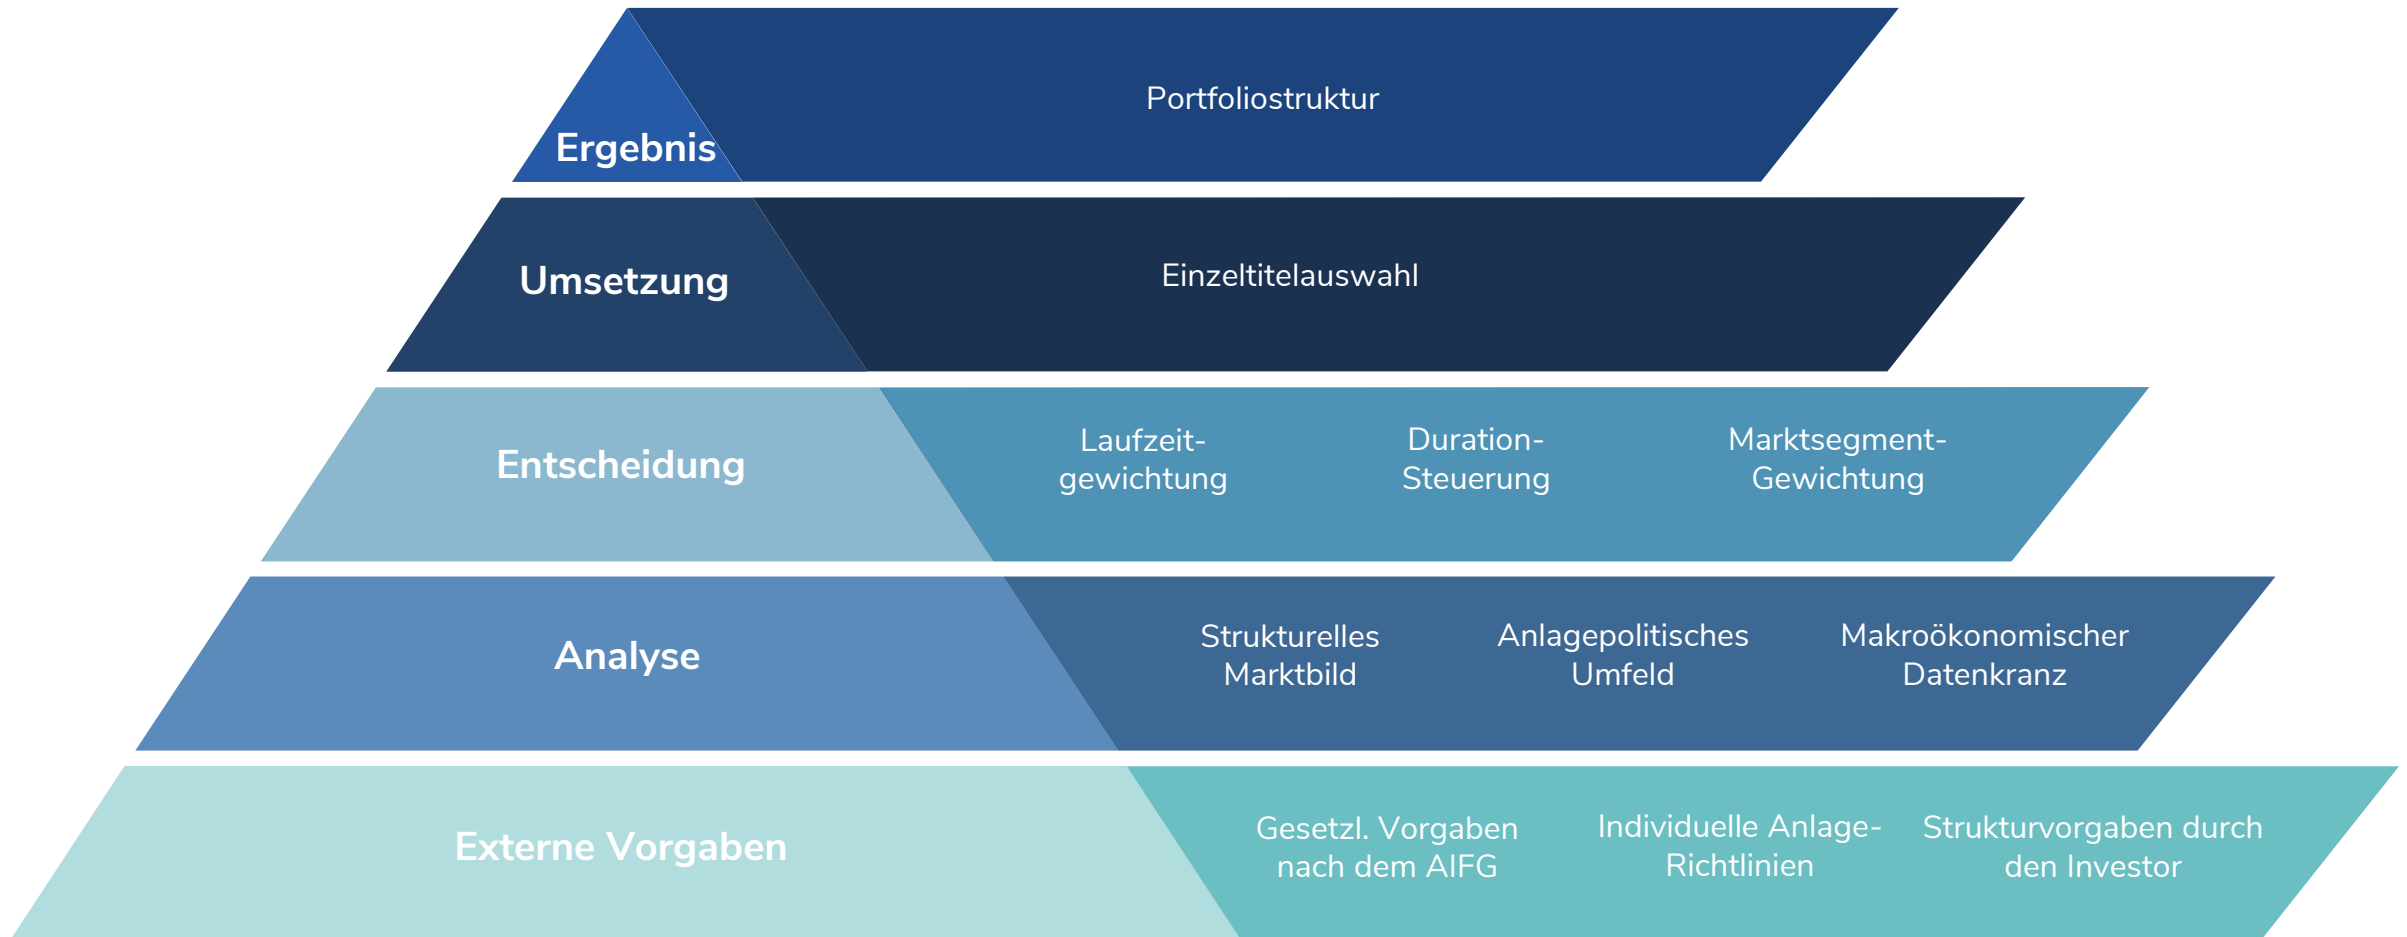 Portfoliostruktur
Ergebnis
Umsetzung
Einzeltitelauswahl
Entscheidung
Laufzeit-
gewichtung
Duration-
Steuerung
Marktsegment-
Gewichtung
Analyse
Strukturelles
Marktbild
Anlagepolitisches
Umfeld
Makroökonomischer
Datenkranz
Externe Vorgaben
Gesetzl. Vorgaben
nach dem AIFG
Individuelle Anlage-
Richtlinien
Strukturvorgaben durch
den Investor